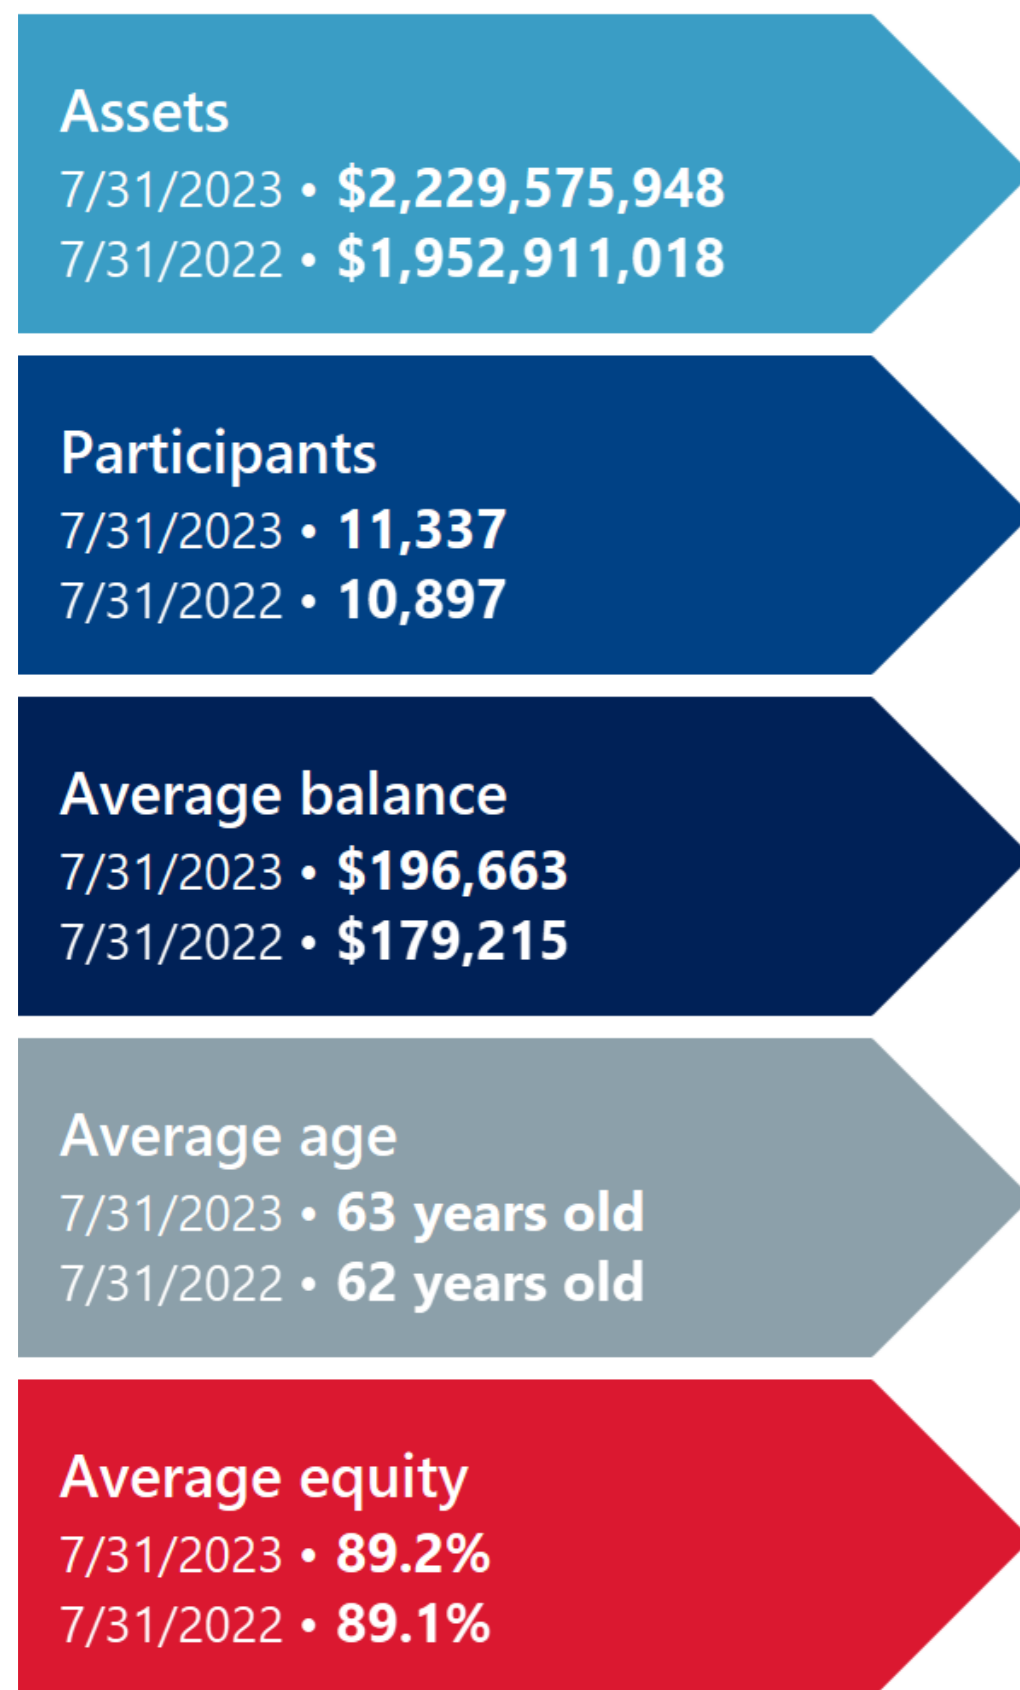 Assets
7/31/2023 • $2,229,575,948
7/31/2022 • $1,952,911,018
Participants
7/31/2023 • 11,337
7/31/2022 • 10,897
Average balance
7/31/2023 • $196,663
7/31/2022 • $179,215
Average age
7/31/2023 • 63 years old
7/31/2022 • 62 years old
Average equity
7/31/2023 • 89.2%
7/31/2022 • 89.1%